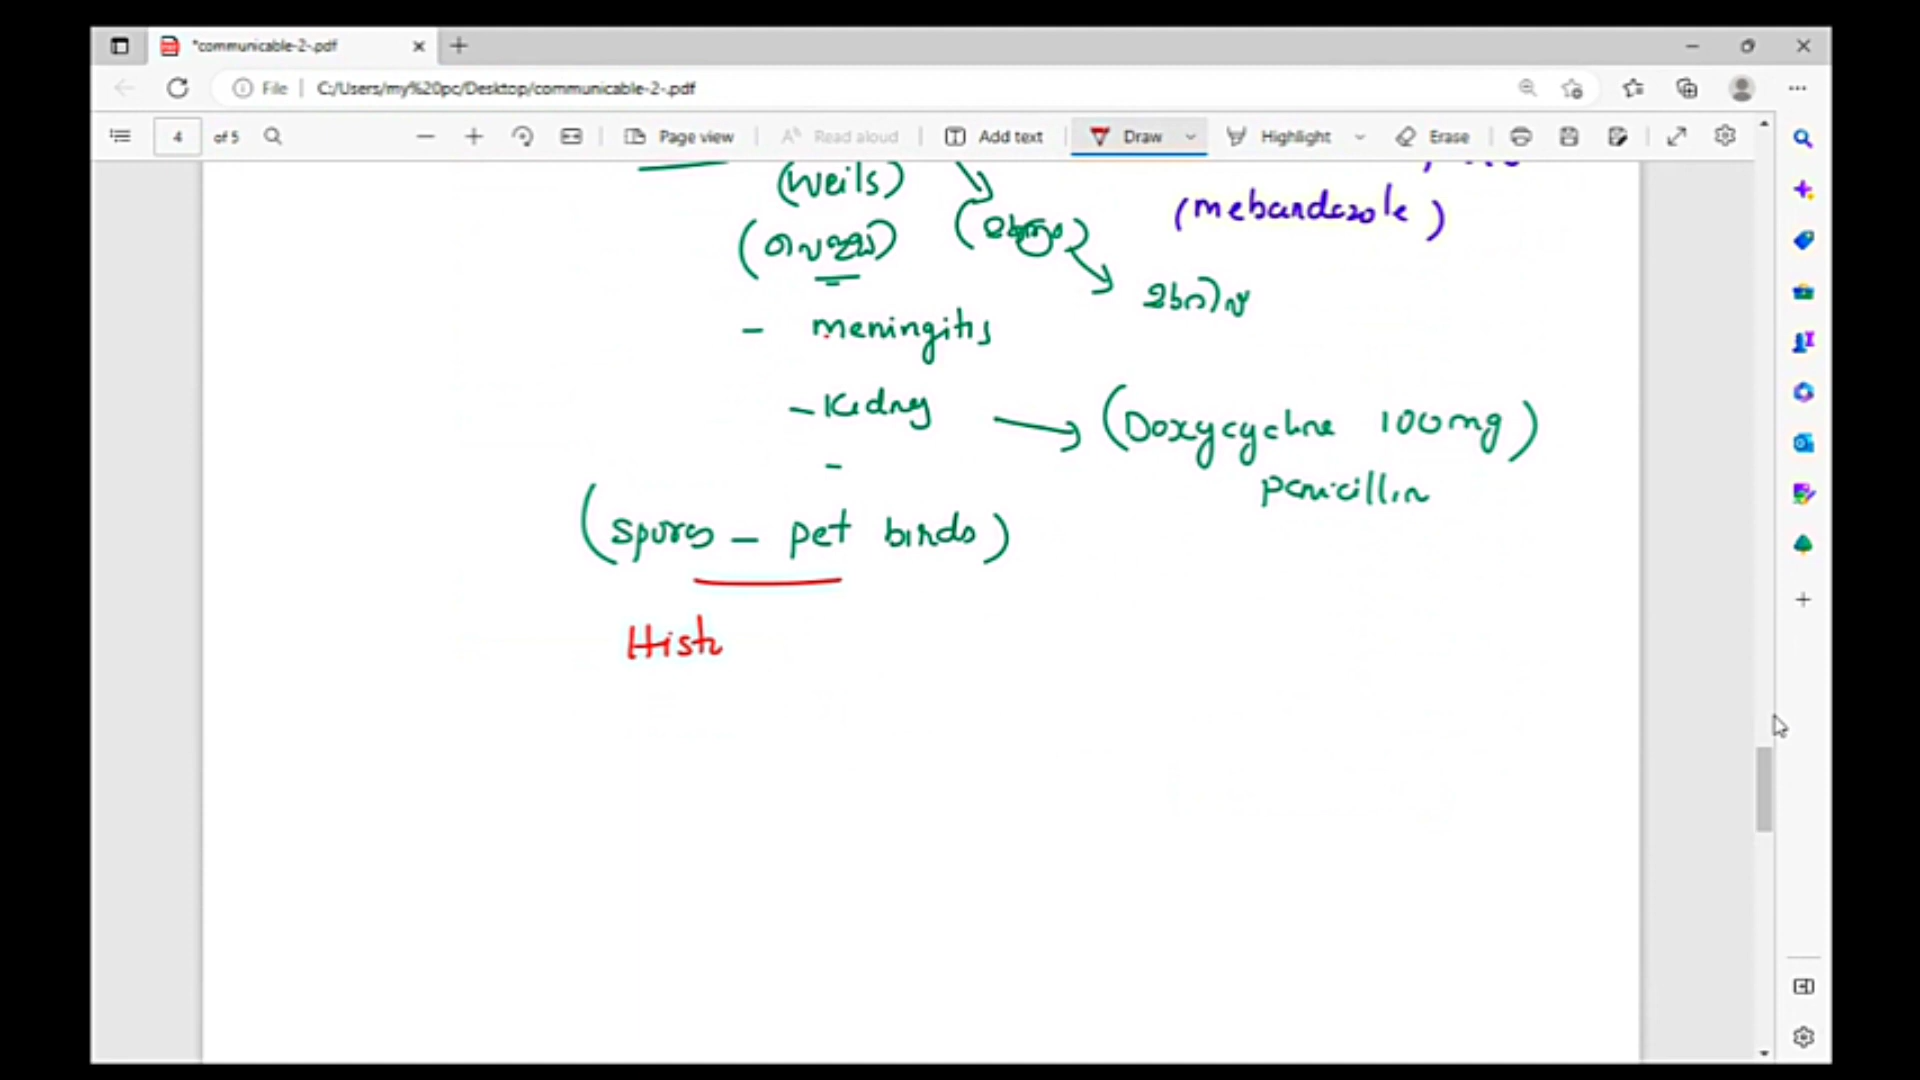 *communicable-2-.pdf
File | C:/Users/my%20pc/Desktop/communicable-2-.pdf
4 of 5 Page view Read aloud Add text Draw Highlight Erase
(Weils)
(mebandazole)
- meningitis
- Kidney
(Doxycycline 100mg)
penicillin
-
(spores - pet birds)
Hist